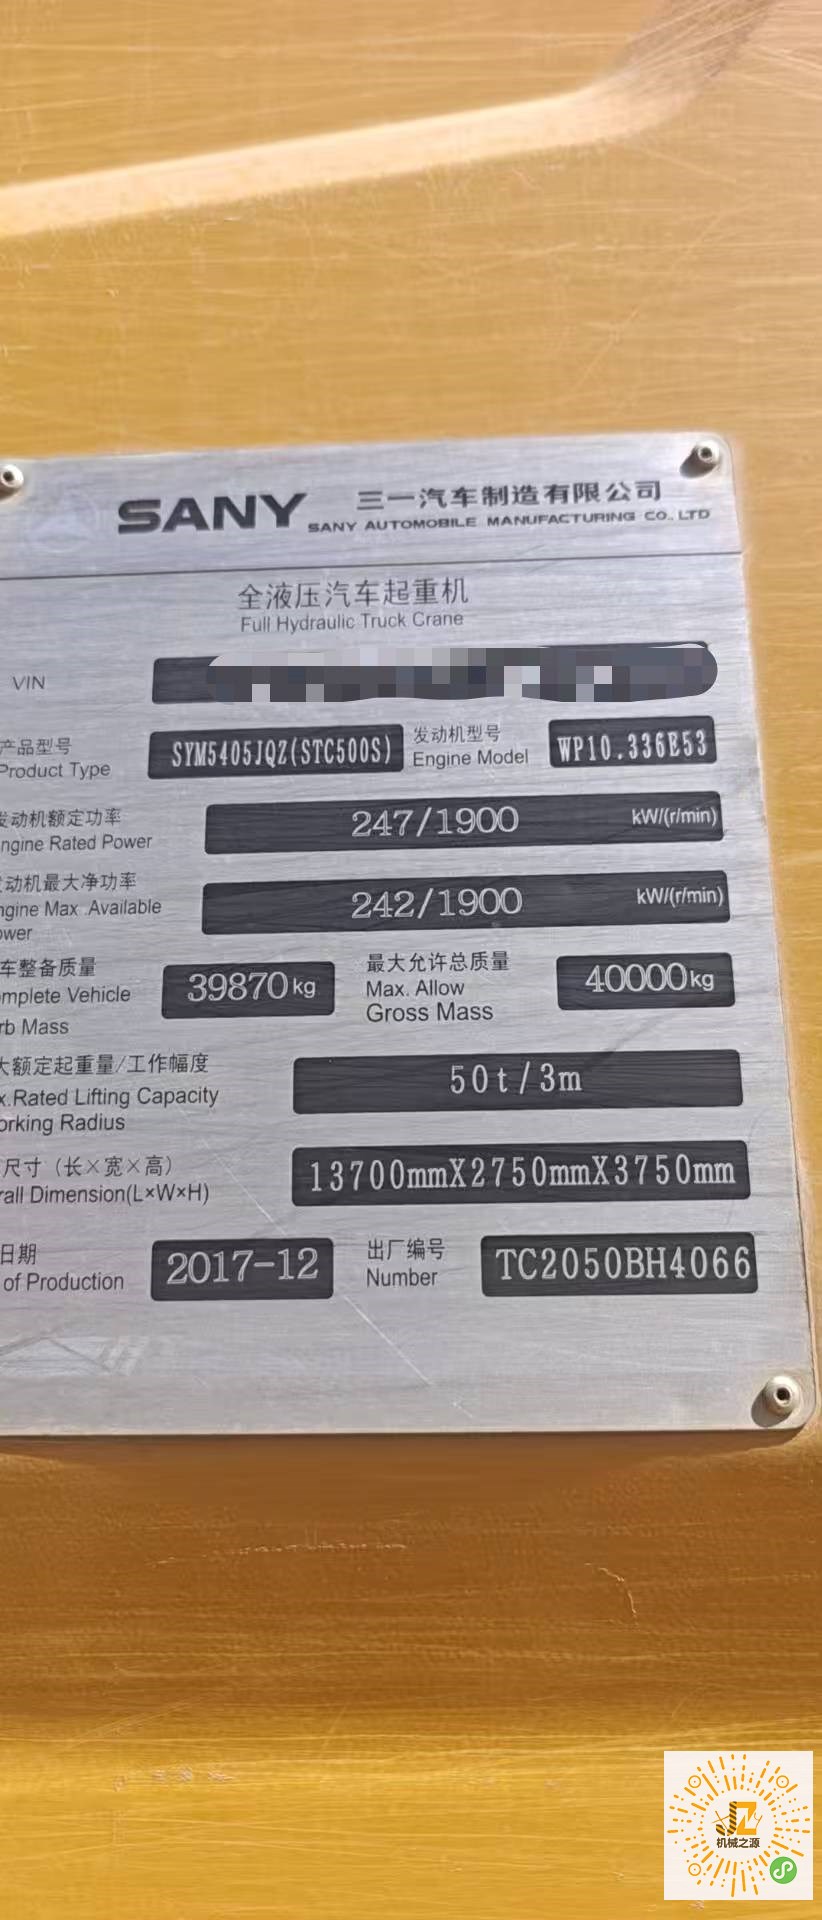 SANY 三一汽车制造有限公司
SANY AUTOMOBILE MANUFACTURING CO., LTD
全液压汽车起重机
Full Hydraulic Truck Crane
VIN
产品型号 SYM5405JQZ(STC500S) 发动机型号 WP10.336E53
Product Type Engine Model
发动机额定功率 247/1900 kW/(r/min)
ngine Rated Power
动机最大净功率 242/1900 kW/(r/min)
ngine Max .Available
ower
车整备质量 39870kg 最大允许总质量 40000kg
mplete Vehicle Max. Allow
rb Mass Gross Mass
大额定起重量/工作幅度 50t/3m
x.Rated Lifting Capacity
orking Radius
尺寸（长×宽×高） 13700mmX2750mmX3750mm
rall Dimension(L×W×H)
日期 2017-12 出厂编号 TC2050BH4066
of Production Number
机械之源